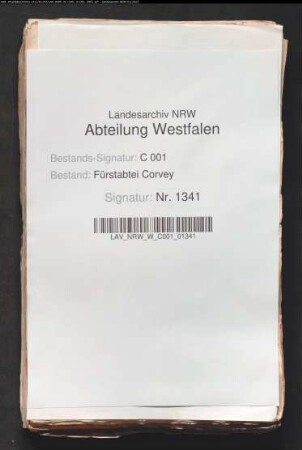 Landesarchiv NRW
Abteilung Westfalen
Bestands-Signatur: C 001
Bestand: Fürstabtei Corvey
Signatur: Nr. 1341
LAV_NRW_W_C001_01341